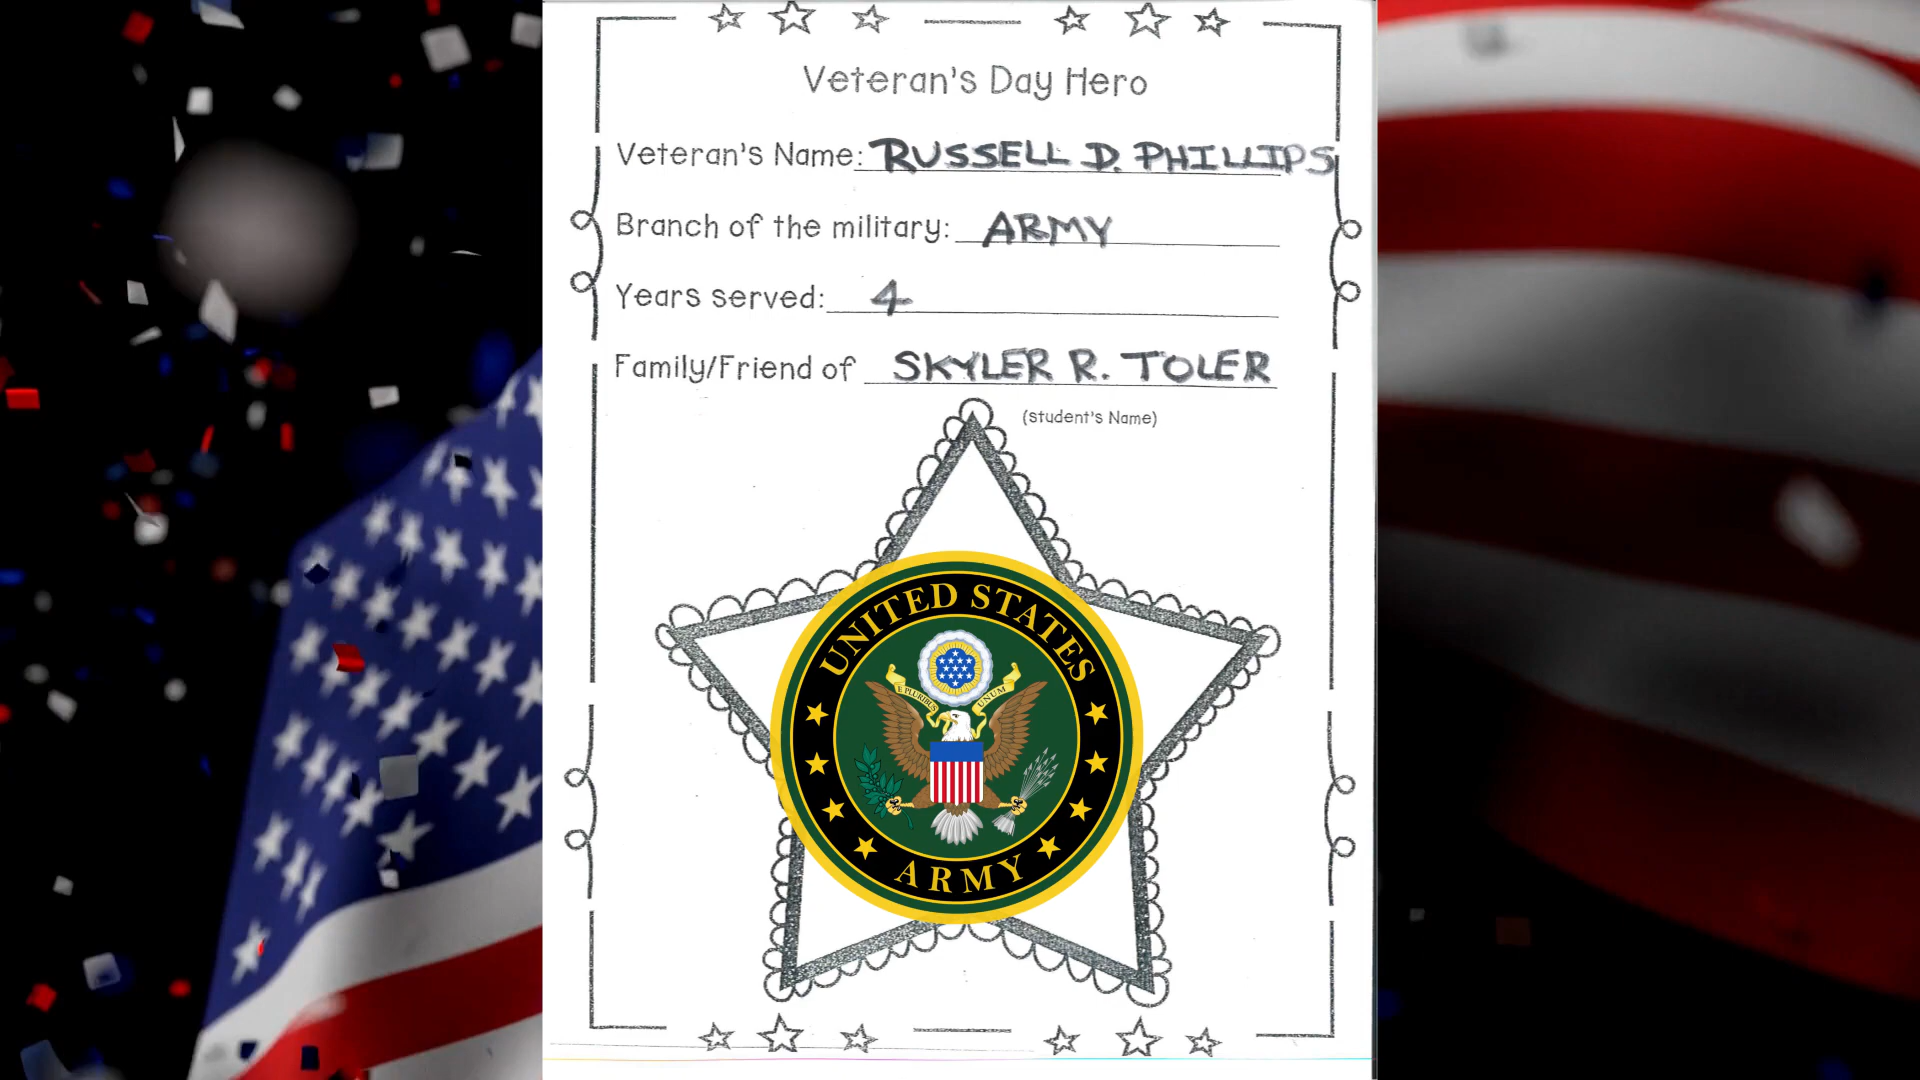 Veteran's Day Hero
Veteran's Name: RUSSELL D. PHILLIPS
Branch of the military: ARMY
Years served: 4
Family/Friend of SKYLER R. TOLER
(student's Name)
UNITED STATES
E PLURIBUS UNUM
ARMY